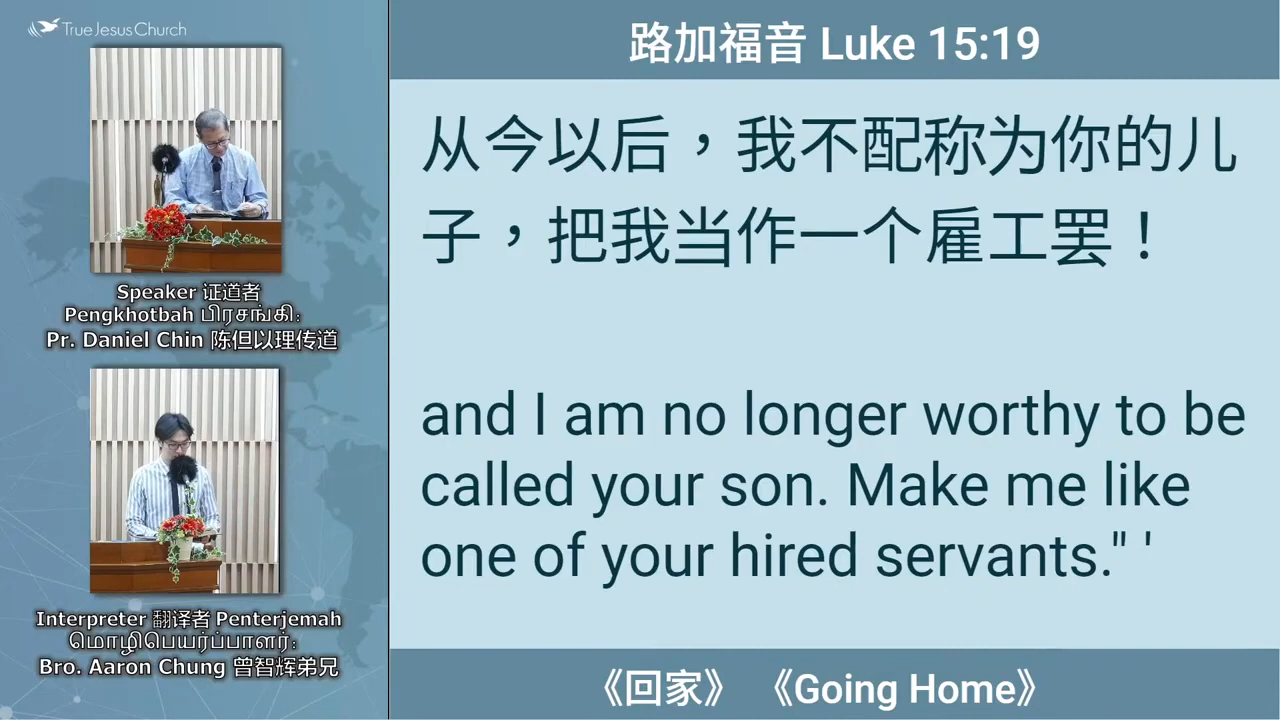 True Jesus Church
Speaker 证道者
Pengkhotbah பிரசங்கி:
Pr. Daniel Chin 陈但以理传道
Interpreter 翻译者 Penterjemah
மொழிபெயர்ப்பாளர்:
Bro. Aaron Chung 曾智辉弟兄
路加福音 Luke 15:19
从今以后，我不配称为你的儿
子，把我当作一个雇工罢！
and I am no longer worthy to be
called your son. Make me like
one of your hired servants." '
《回家》 《Going Home》